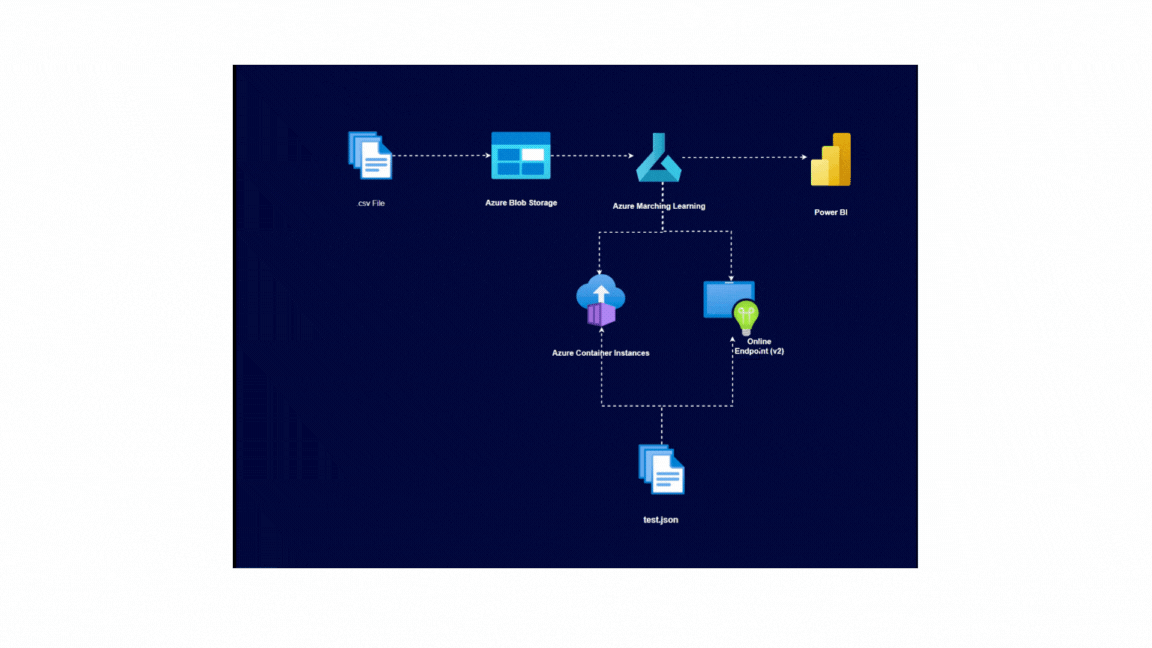 .csv File
Azure Blob Storage
Azure Marching Learning
Power BI
Azure Container Instances
Online
Endpoint (v2)
test.json